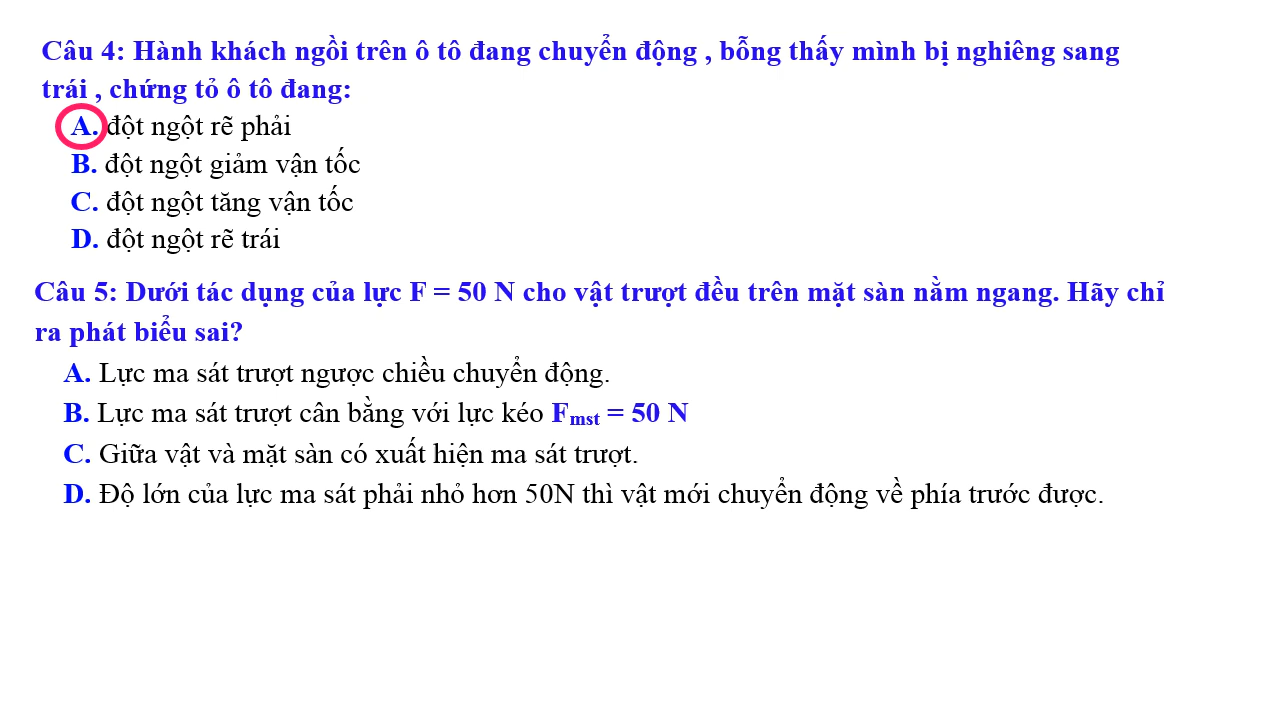 Câu 4: Hành khách ngồi trên ô tô đang chuyển động , bỗng thấy mình bị nghiêng sang
trái , chứng tỏ ô tô đang:
A. đột ngột rẽ phải
B. đột ngột giảm vận tốc
C. đột ngột tăng vận tốc
D. đột ngột rẽ trái
Câu 5: Dưới tác dụng của lực F = 50 N cho vật trượt đều trên mặt sàn nằm ngang. Hãy chỉ
ra phát biểu sai?
A. Lực ma sát trượt ngược chiều chuyển động.
B. Lực ma sát trượt cân bằng với lực kéo Fmst = 50 N
C. Giữa vật và mặt sàn có xuất hiện ma sát trượt.
D. Độ lớn của lực ma sát phải nhỏ hơn 50N thì vật mới chuyển động về phía trước được.